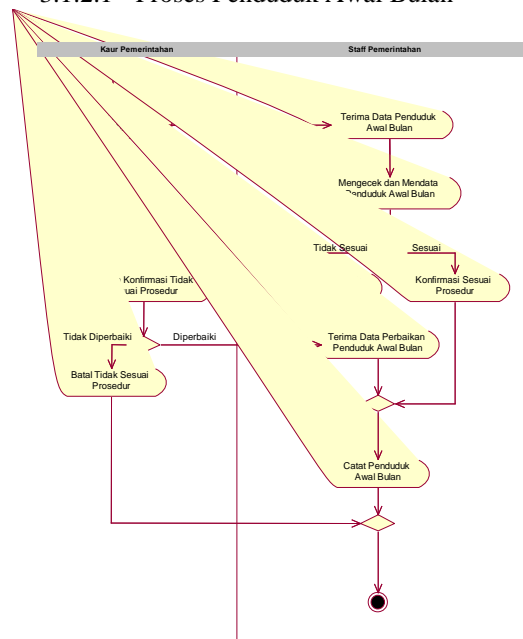 3.1.2.1 Proses Penduduk Awal Bulan
Kaur Pemerintahan
Staff Pemerintahan
Terima Data Penduduk
Awal Bulan
Mengecek dan Mendata
Penduduk Awal Bulan
Tidak Sesuai
Sesuai
Konfirmasi Tidak
Prosedur
Konfirmasi Sesuai
Prosedur
Tidak Diperbaiki
Diperbaiki
Terima Data Perbaikan
Penduduk Awal Bulan
Batal Tidak Sesuai
Prosedur
Catat Penduduk
Awal Bulan